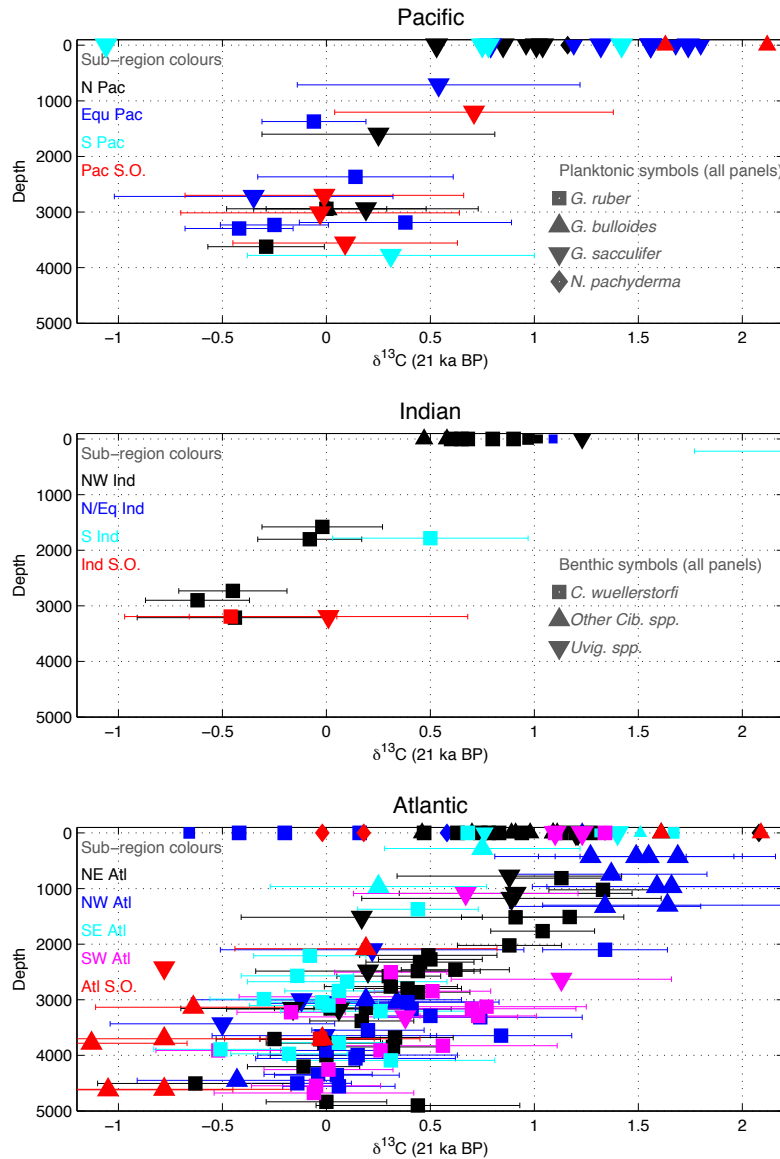 Pacific
0
1000
2000
3000
4000
5000
Depth
Sub−region colours
N Pac
Equ Pac
S Pac
Pac S.O.
Planktonic symbols (all panels)
G. ruber
G. bulloides
G. sacculifer
N. pachyderma
−1
−0.5
0
0.5
1
1.5
2
δ13C (21 ka BP)
Indian
0
1000
2000
3000
4000
5000
Depth
Sub−region colours
NW Ind
N/Eq Ind
S Ind
Ind S.O.
Benthic symbols (all panels)
C. wuellerstorfi
Other Cib. spp.
Uvig. spp.
−1
−0.5
0
0.5
1
1.5
2
δ13C (21 ka BP)
Atlantic
0
1000
2000
3000
4000
5000
Depth
Sub−region colours
NE Atl
NW Atl
SE Atl
SW Atl
Atl S.O.
−1
−0.5
0
0.5
1
1.5
2
δ13C (21 ka BP)